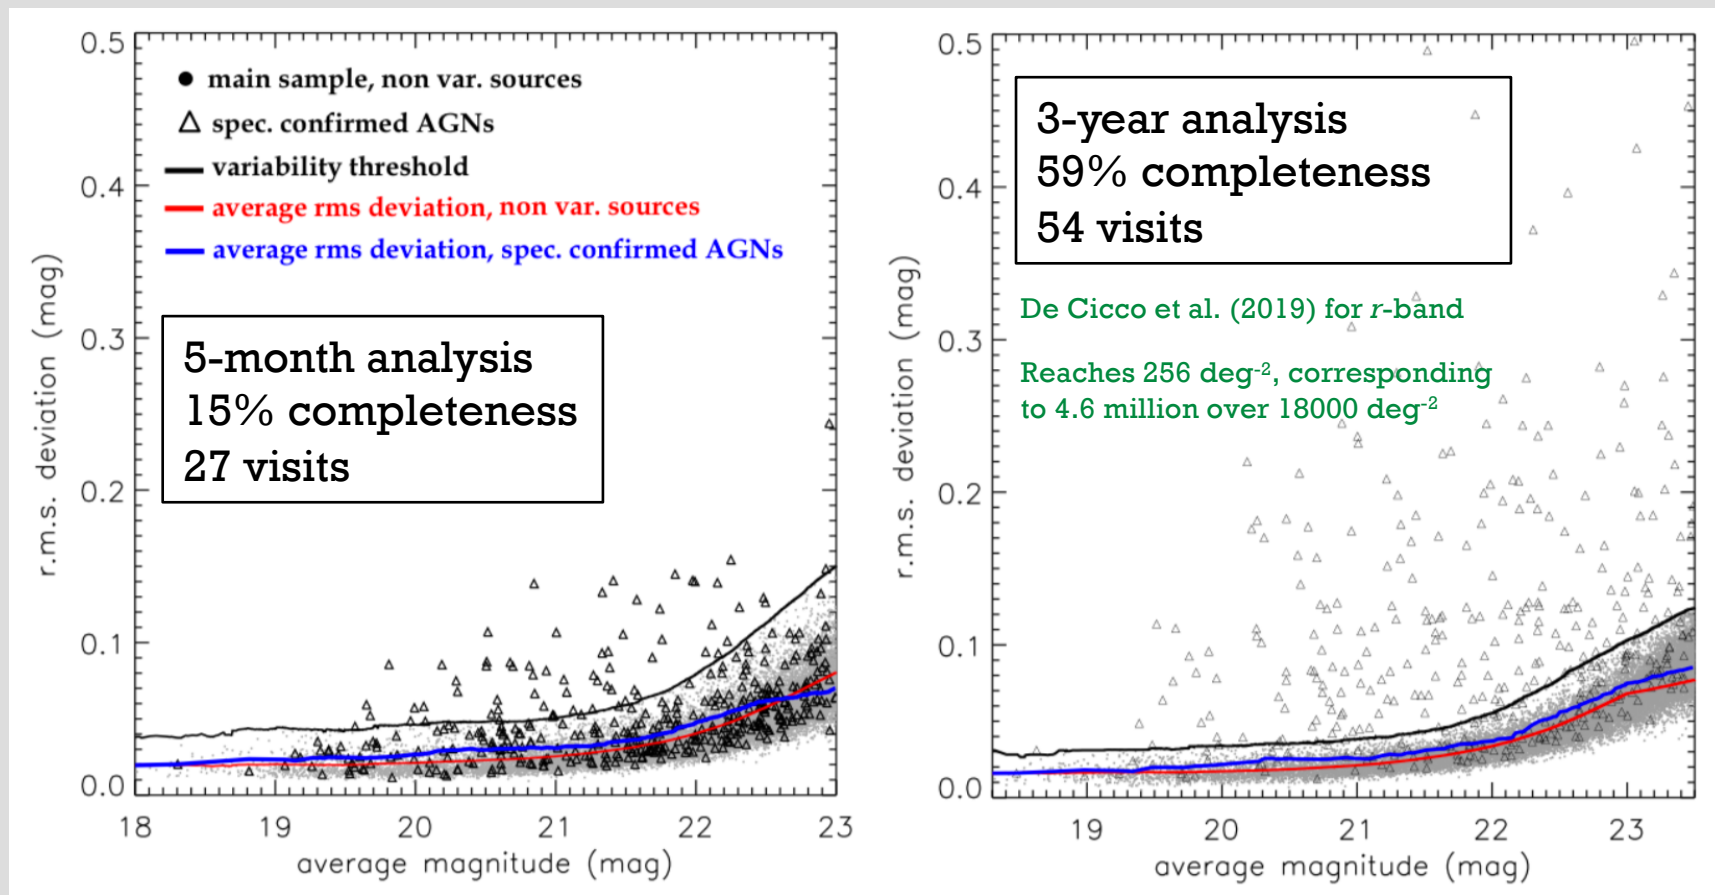 0.5
0.4
0.3
0.2
0.1
0.0
r.m.s. deviation (mag)
● main sample, non var. sources
△ spec. confirmed AGNs
variability threshold
average rms deviation, non var. sources
average rms deviation, spec. confirmed AGNs
5-month analysis
15% completeness
27 visits
18 19 20 21 22 23
average magnitude (mag)
0.5
0.4
0.3
0.2
0.1
0.0
r.m.s. deviation (mag)
3-year analysis
59% completeness
54 visits
De Cicco et al. (2019) for r-band
Reaches 256 deg⁻², corresponding
to 4.6 million over 18000 deg⁻²
19 20 21 22 23
average magnitude (mag)